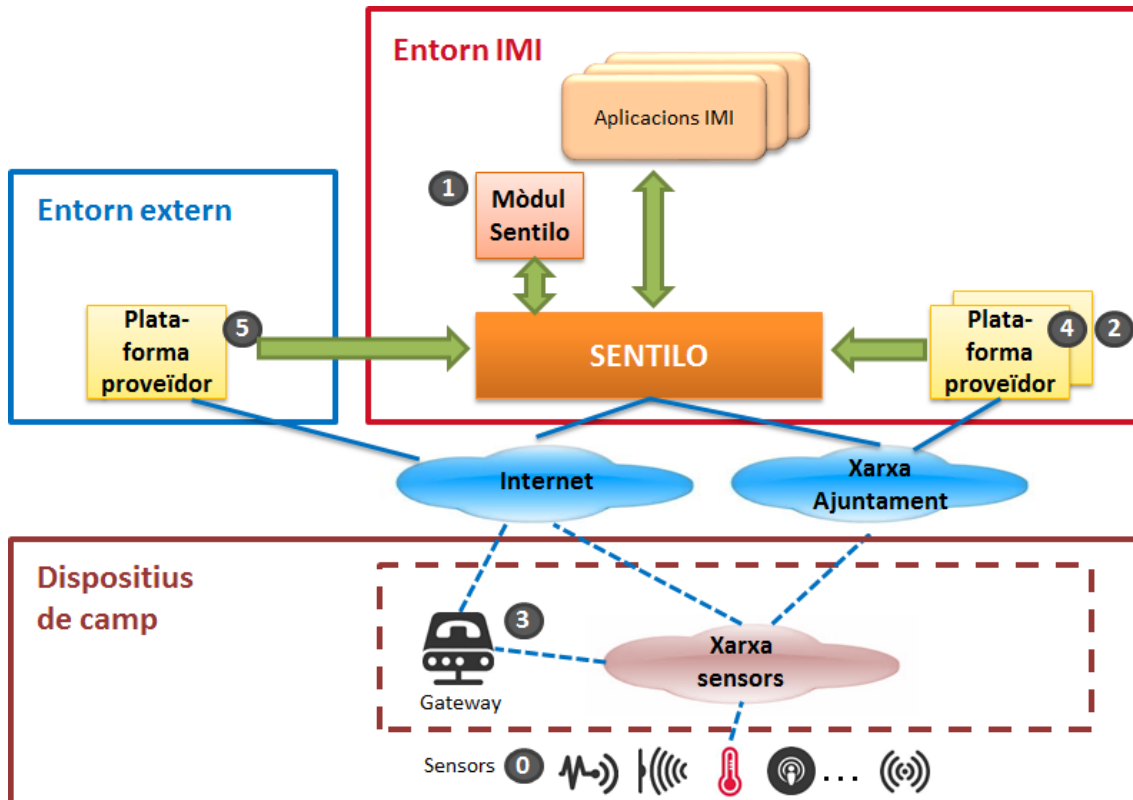 Entorn IMI
Aplicacions IMI
1
Mòdul
Sentilo
Entorn extern
Plata-
forma
proveïdor
5
SENTILO
Plata-
forma
proveïdor
4
2
Internet
Xarxa
Ajuntament
Dispositius
de camp
3
Gateway
Xarxa
sensors
Sensors
0
...